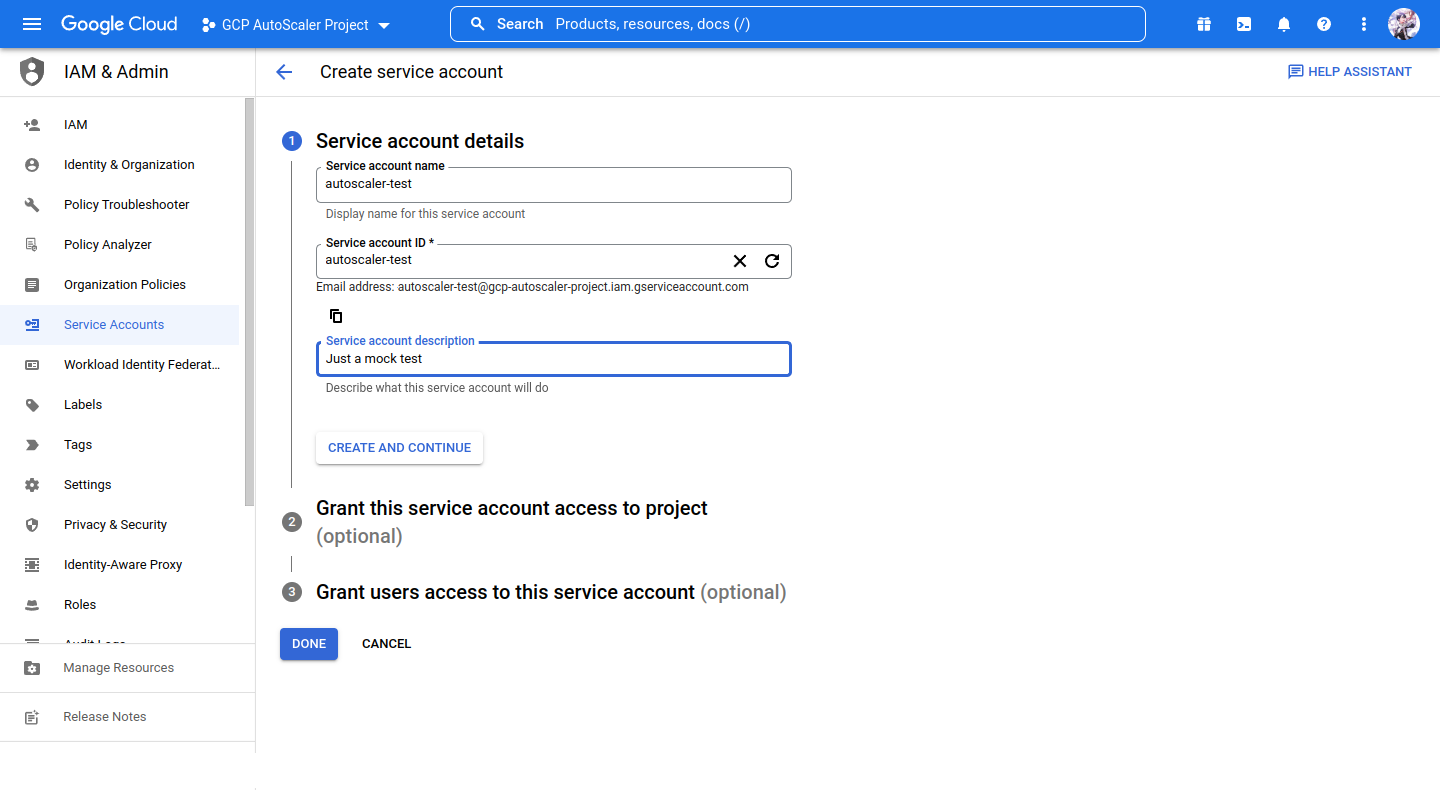 Google Cloud
GCP AutoScaler Project
Search Products, resources, docs (/)
IAM & Admin
Create service account
HELP ASSISTANT
IAM
Identity & Organization
Policy Troubleshooter
Policy Analyzer
Organization Policies
Service Accounts
Workload Identity Federat…
Labels
Tags
Settings
Privacy & Security
Identity-Aware Proxy
Roles
Audit Logs
Manage Resources
Release Notes
1
Service account details
Service account name
autoscaler-test
Display name for this service account
Service account ID *
autoscaler-test
Email address: autoscaler-test@gcp-autoscaler-project.iam.gserviceaccount.com
Service account description
Just a mock test
Describe what this service account will do
CREATE AND CONTINUE
2
Grant this service account access to project
(optional)
3
Grant users access to this service account (optional)
DONE
CANCEL